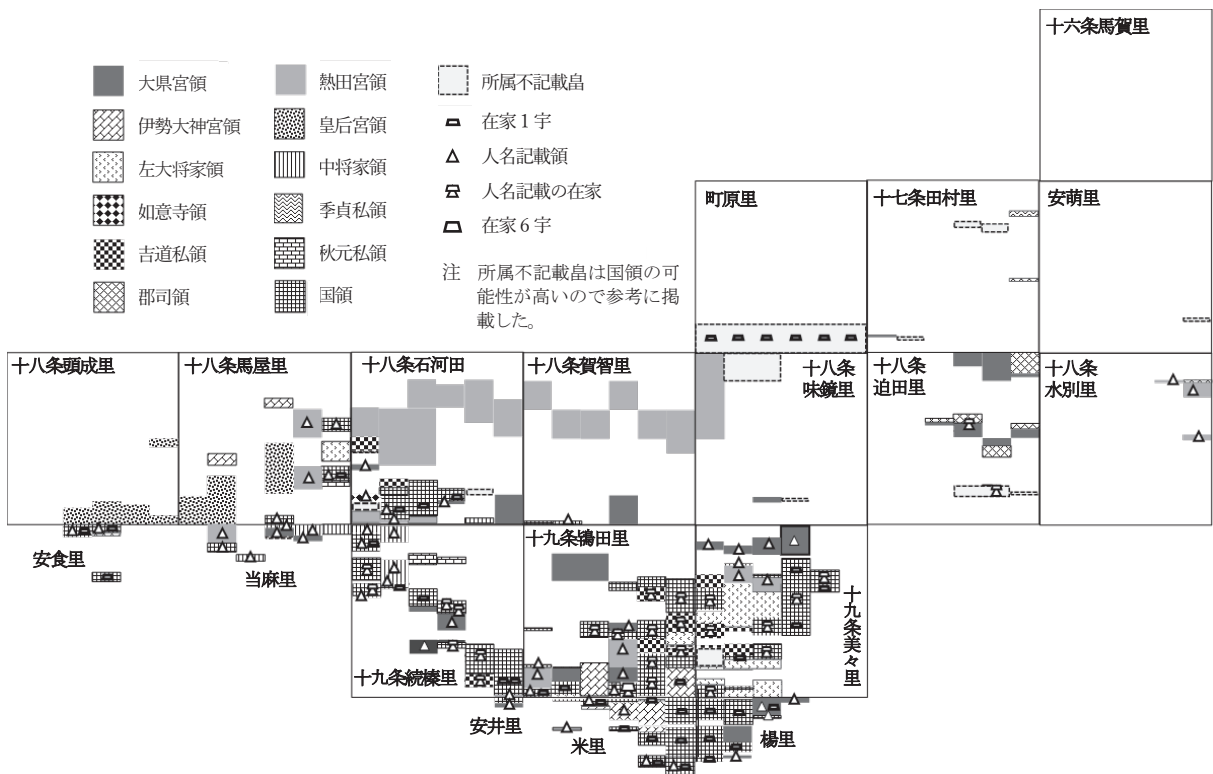 大県宮領
伊勢大神宮領
左大将家領
如意寺領
吉道私領
郡司領
熱田宮領
皇后宮領
中将家領
季貞私領
秋元私領
国領
所属不記載畠
在家1宇
人名記載領
人名記載の在家
在家6宇
注 所属不記載畠は国領の可
能性が高いので参考に掲
載した。
十六条馬賀里
町原里
十七条田村里
安萌里
十八条頭成里
十八条馬屋里
十八条石河田
十八条賀智里
十八条
味鏡里
十八条
迫田里
十八条
水別里
安食里
当麻里
十九条続榛里
安井里
米里
十九条美々里
楊里